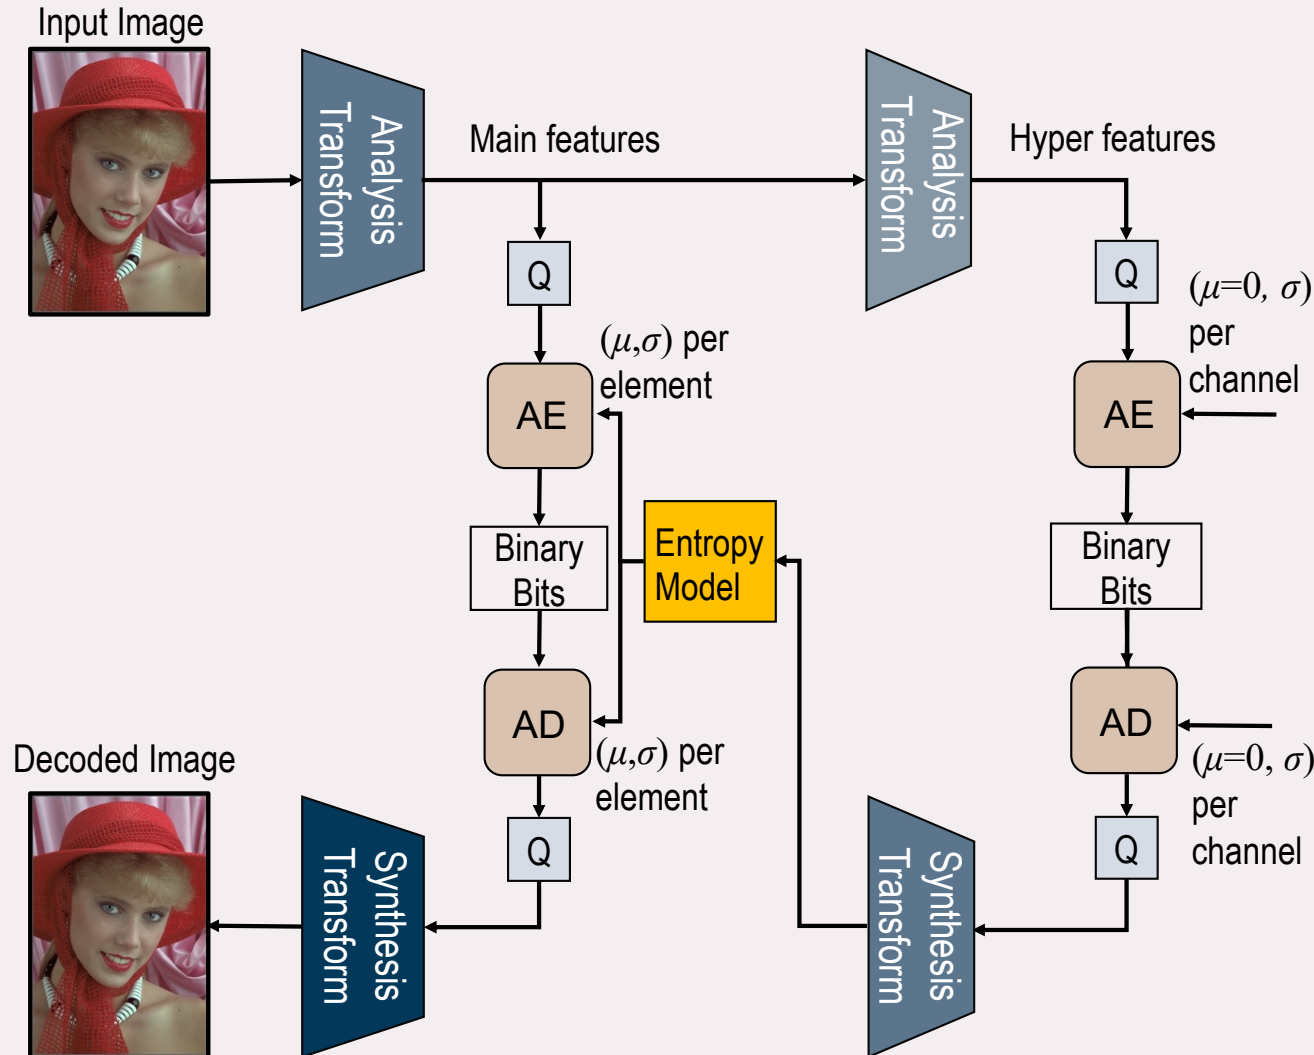 Input Image
Analysis
Transform
Main features
Analysis
Transform
Hyper features
Q
Q
(μ,σ) per
element
(μ=0, σ)
per
channel
AE
AE
Binary
Bits
Entropy
Model
Binary
Bits
AD
AD
(μ,σ) per
element
(μ=0, σ)
per
channel
Decoded Image
Synthesis
Transform
Q
Synthesis
Transform
Q